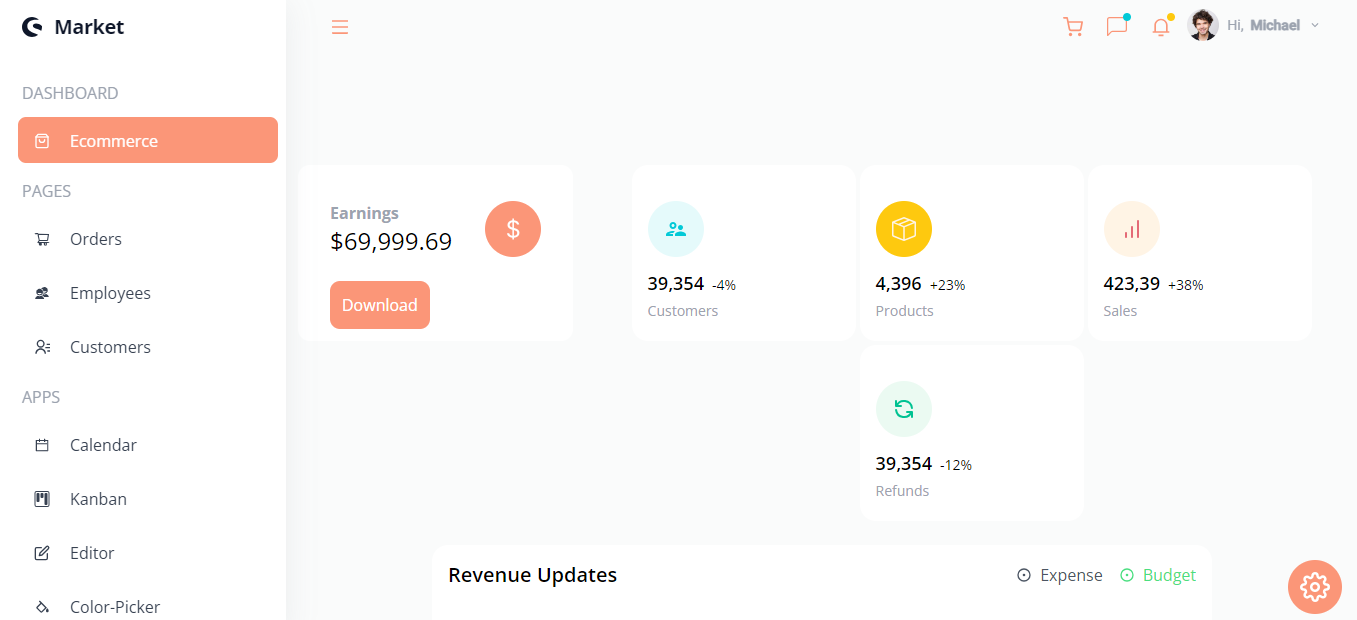 Market
Hi, Michael
DASHBOARD
Ecommerce
PAGES
Orders
Employees
Customers
APPS
Calendar
Kanban
Editor
Color-Picker
Earnings
$69,999.69
$
Download
39,354 -4%
Customers
4,396 +23%
Products
423,39 +38%
Sales
39,354 -12%
Refunds
Revenue Updates
Expense
Budget